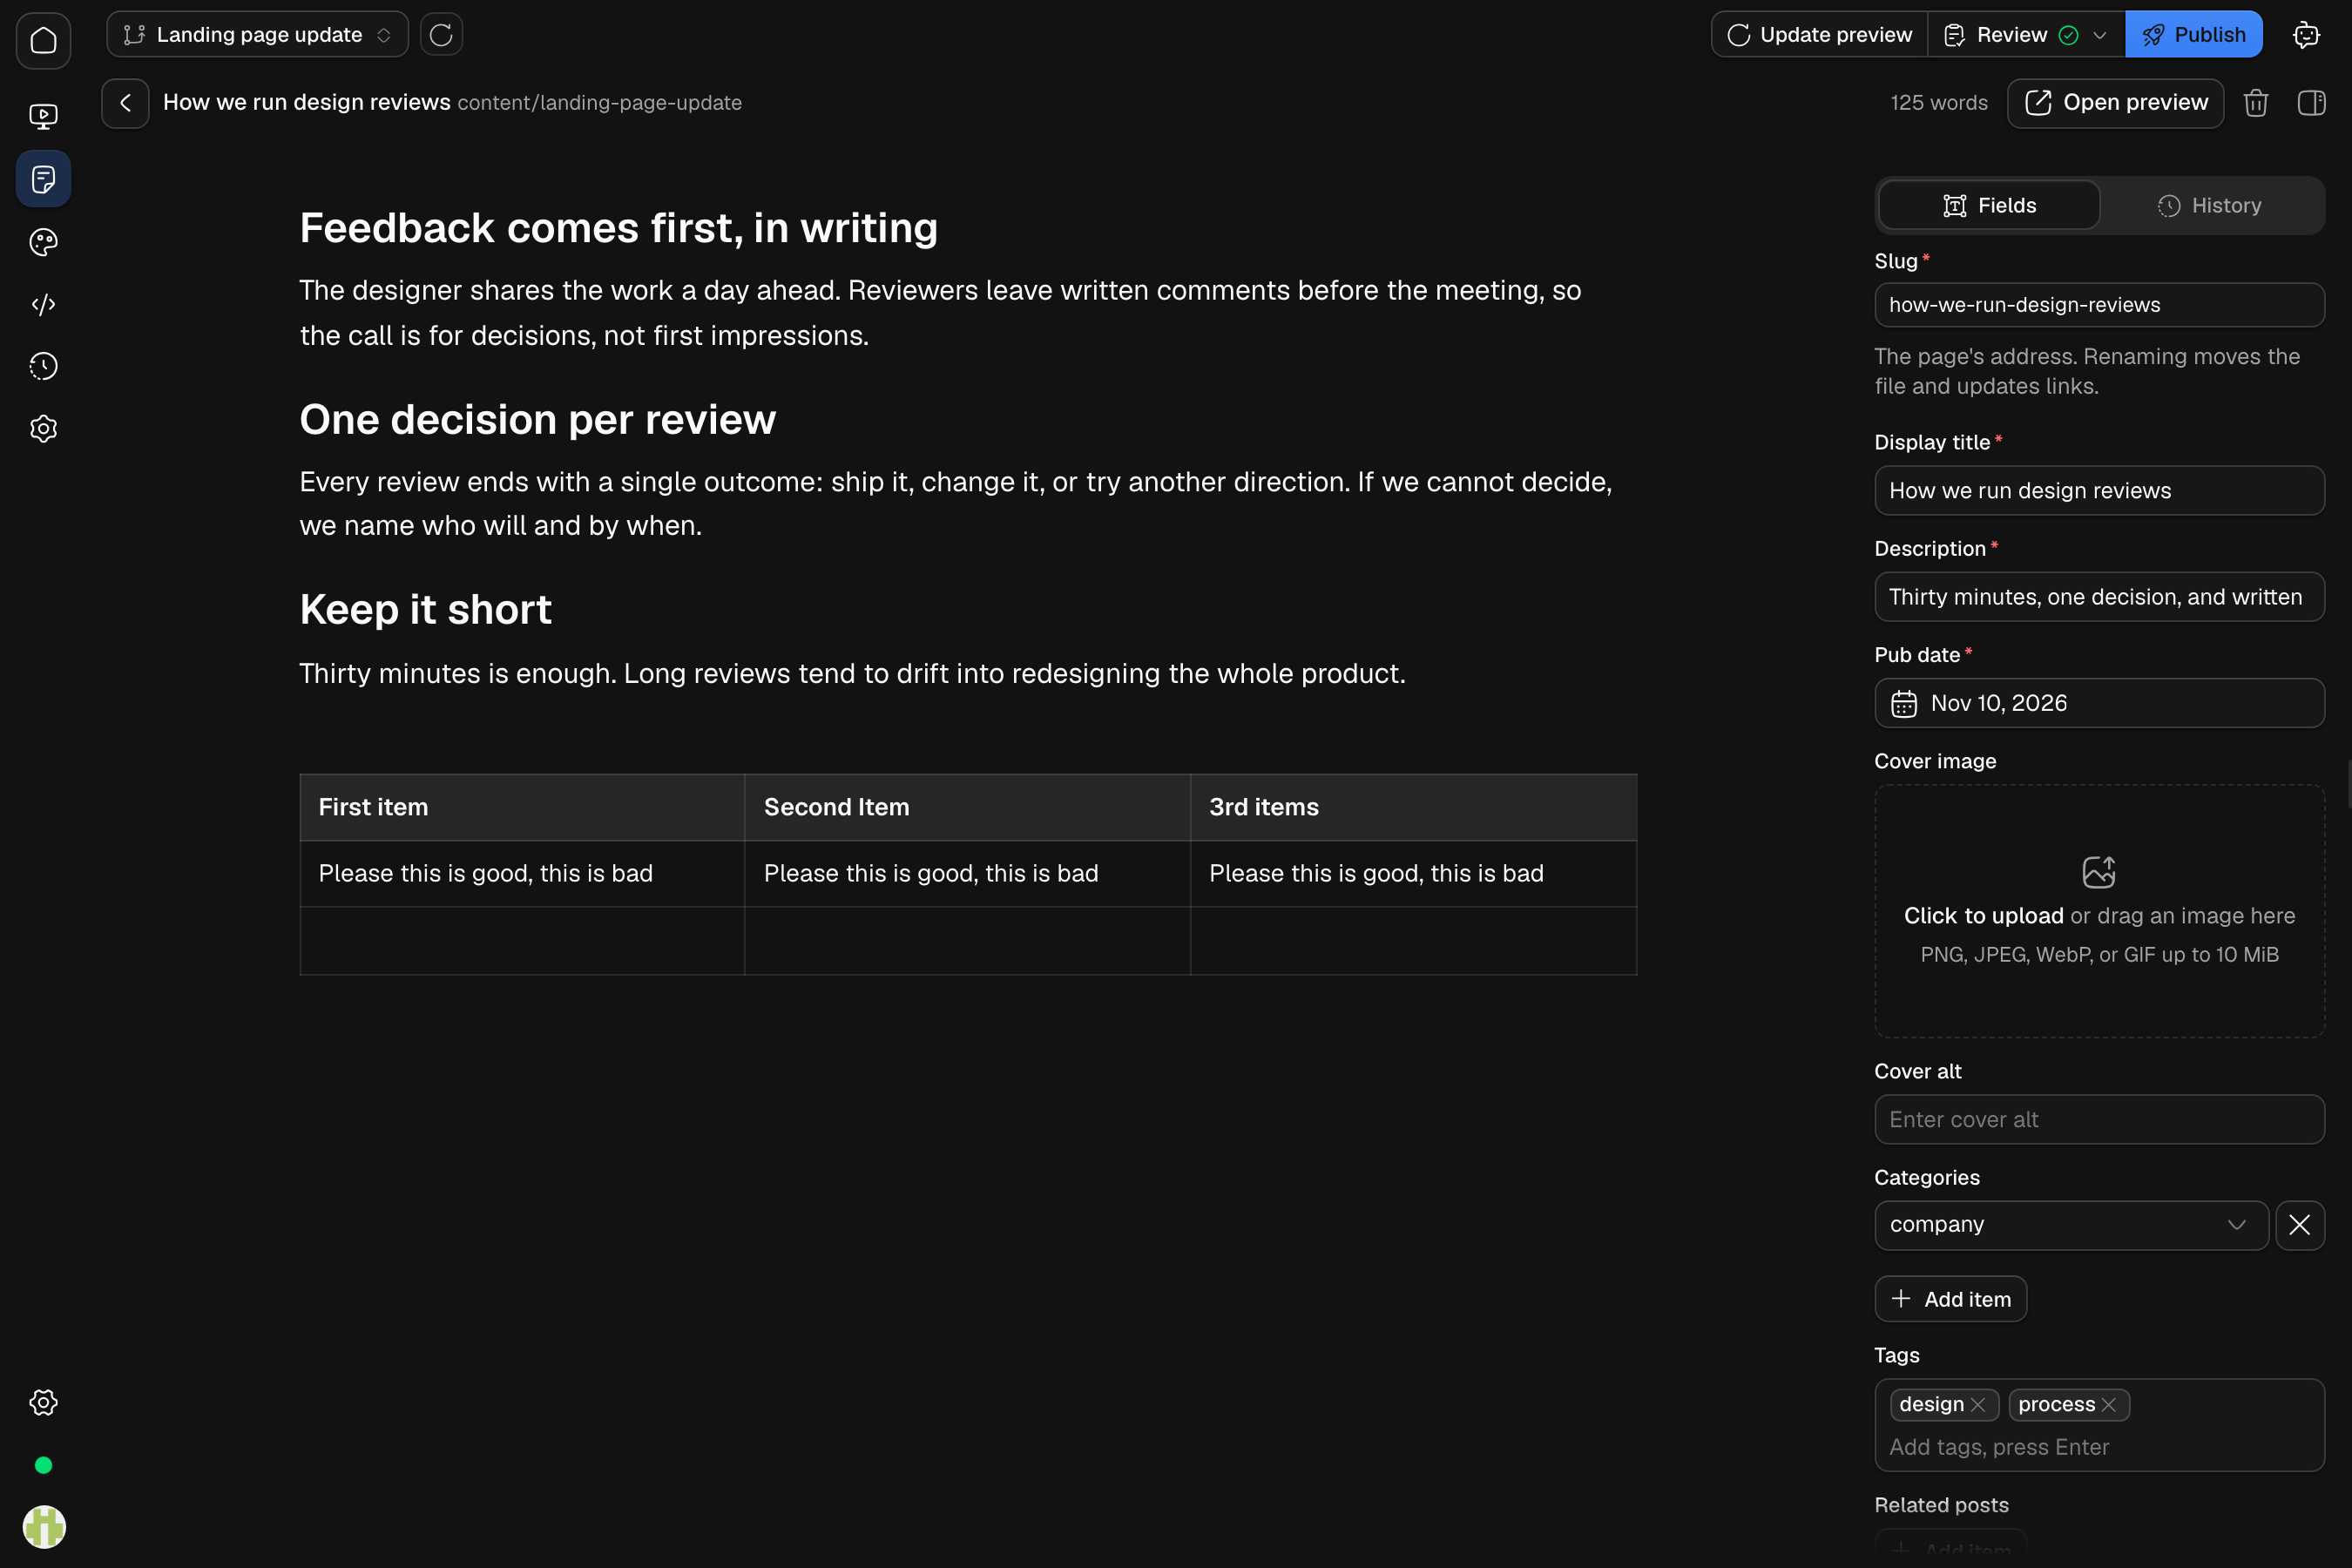 Landing page update
Update preview
Review
Publish
How we run design reviews content/landing-page-update
125 words
Open preview
Feedback comes first, in writing
The designer shares the work a day ahead. Reviewers leave written comments before the meeting, so
the call is for decisions, not first impressions.
One decision per review
Every review ends with a single outcome: ship it, change it, or try another direction. If we cannot decide,
we name who will and by when.
Keep it short
Thirty minutes is enough. Long reviews tend to drift into redesigning the whole product.
First item
Second Item
3rd items
Please this is good, this is bad
Please this is good, this is bad
Please this is good, this is bad
Fields
History
Slug*
how-we-run-design-reviews
The page's address. Renaming moves the
file and updates links.
Display title*
How we run design reviews
Description*
Thirty minutes, one decision, and written
Pub date*
Nov 10, 2026
Cover image
Click to upload or drag an image here
PNG, JPEG, WebP, or GIF up to 10 MiB
Cover alt
Enter cover alt
Categories
company
Add item
Tags
design
process
Add tags, press Enter
Related posts
Add item